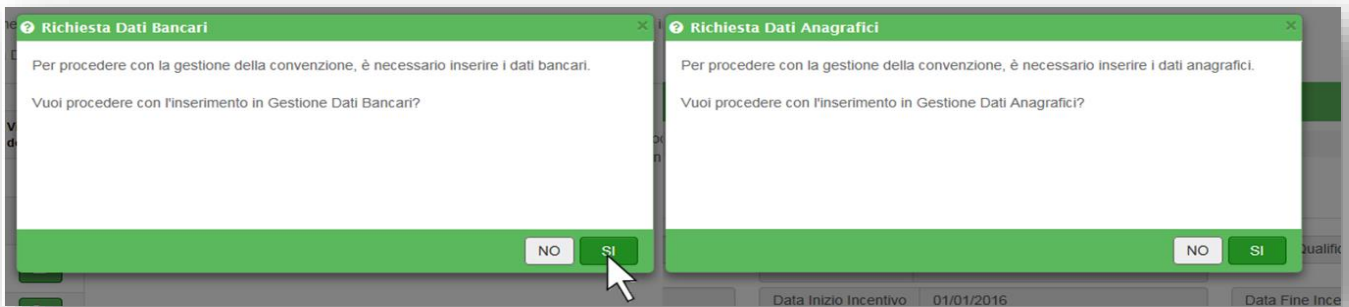 Richiesta Dati Bancari
Per procedere con la gestione della convenzione, è necessario inserire i dati bancari.
Vuoi procedere con l'inserimento in Gestione Dati Bancari?
NO SI
Richiesta Dati Anagrafici
Per procedere con la gestione della convenzione, è necessario inserire i dati anagrafici.
Vuoi procedere con l'inserimento in Gestione Dati Anagrafici?
NO SI
Data Inizio Incentivo 01/01/2016 Data Fine